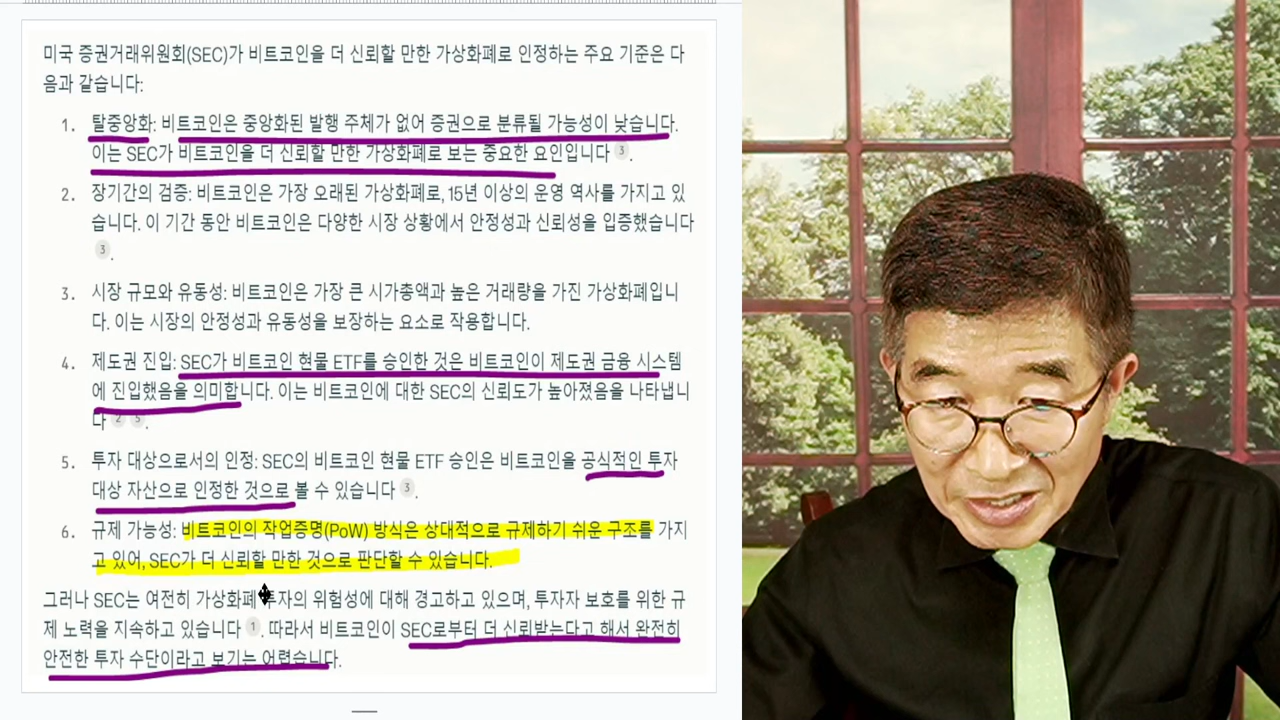 미국 증권거래위원회(SEC)가 비트코인을 더 신뢰할 만한 가상화폐로 인정하는 주요 기준은 다
음과 같습니다:
1. 탈중앙화: 비트코인은 중앙화된 발행 주체가 없어 증권으로 분류될 가능성이 낮습니다.
이는 SEC가 비트코인을 더 신뢰할 만한 가상화폐로 보는 중요한 요인입니다 3.
2. 장기간의 검증: 비트코인은 가장 오래된 가상화폐로, 15년 이상의 운영 역사를 가지고 있
습니다. 이 기간 동안 비트코인은 다양한 시장 상황에서 안정성과 신뢰성을 입증했습니다
3.
3. 시장 규모와 유동성: 비트코인은 가장 큰 시가총액과 높은 거래량을 가진 가상화폐입니
다. 이는 시장의 안정성과 유동성을 보장하는 요소로 작용합니다.
4. 제도권 진입: SEC가 비트코인 현물 ETF를 승인한 것은 비트코인이 제도권 금융 시스템
에 진입했음을 의미합니다. 이는 비트코인에 대한 SEC의 신뢰도가 높아졌음을 나타냅니
다 2 5.
5. 투자 대상으로서의 인정: SEC의 비트코인 현물 ETF 승인은 비트코인을 공식적인 투자
대상 자산으로 인정한 것으로 볼 수 있습니다 3.
6. 규제 가능성: 비트코인의 작업증명(PoW) 방식은 상대적으로 규제하기 쉬운 구조를 가지
고 있어, SEC가 더 신뢰할 만한 것으로 판단할 수 있습니다.
그러나 SEC는 여전히 가상화폐 투자의 위험성에 대해 경고하고 있으며, 투자자 보호를 위한 규
제 노력을 지속하고 있습니다 1. 따라서 비트코인이 SEC로부터 더 신뢰받는다고 해서 완전히
안전한 투자 수단이라고 보기는 어렵습니다.